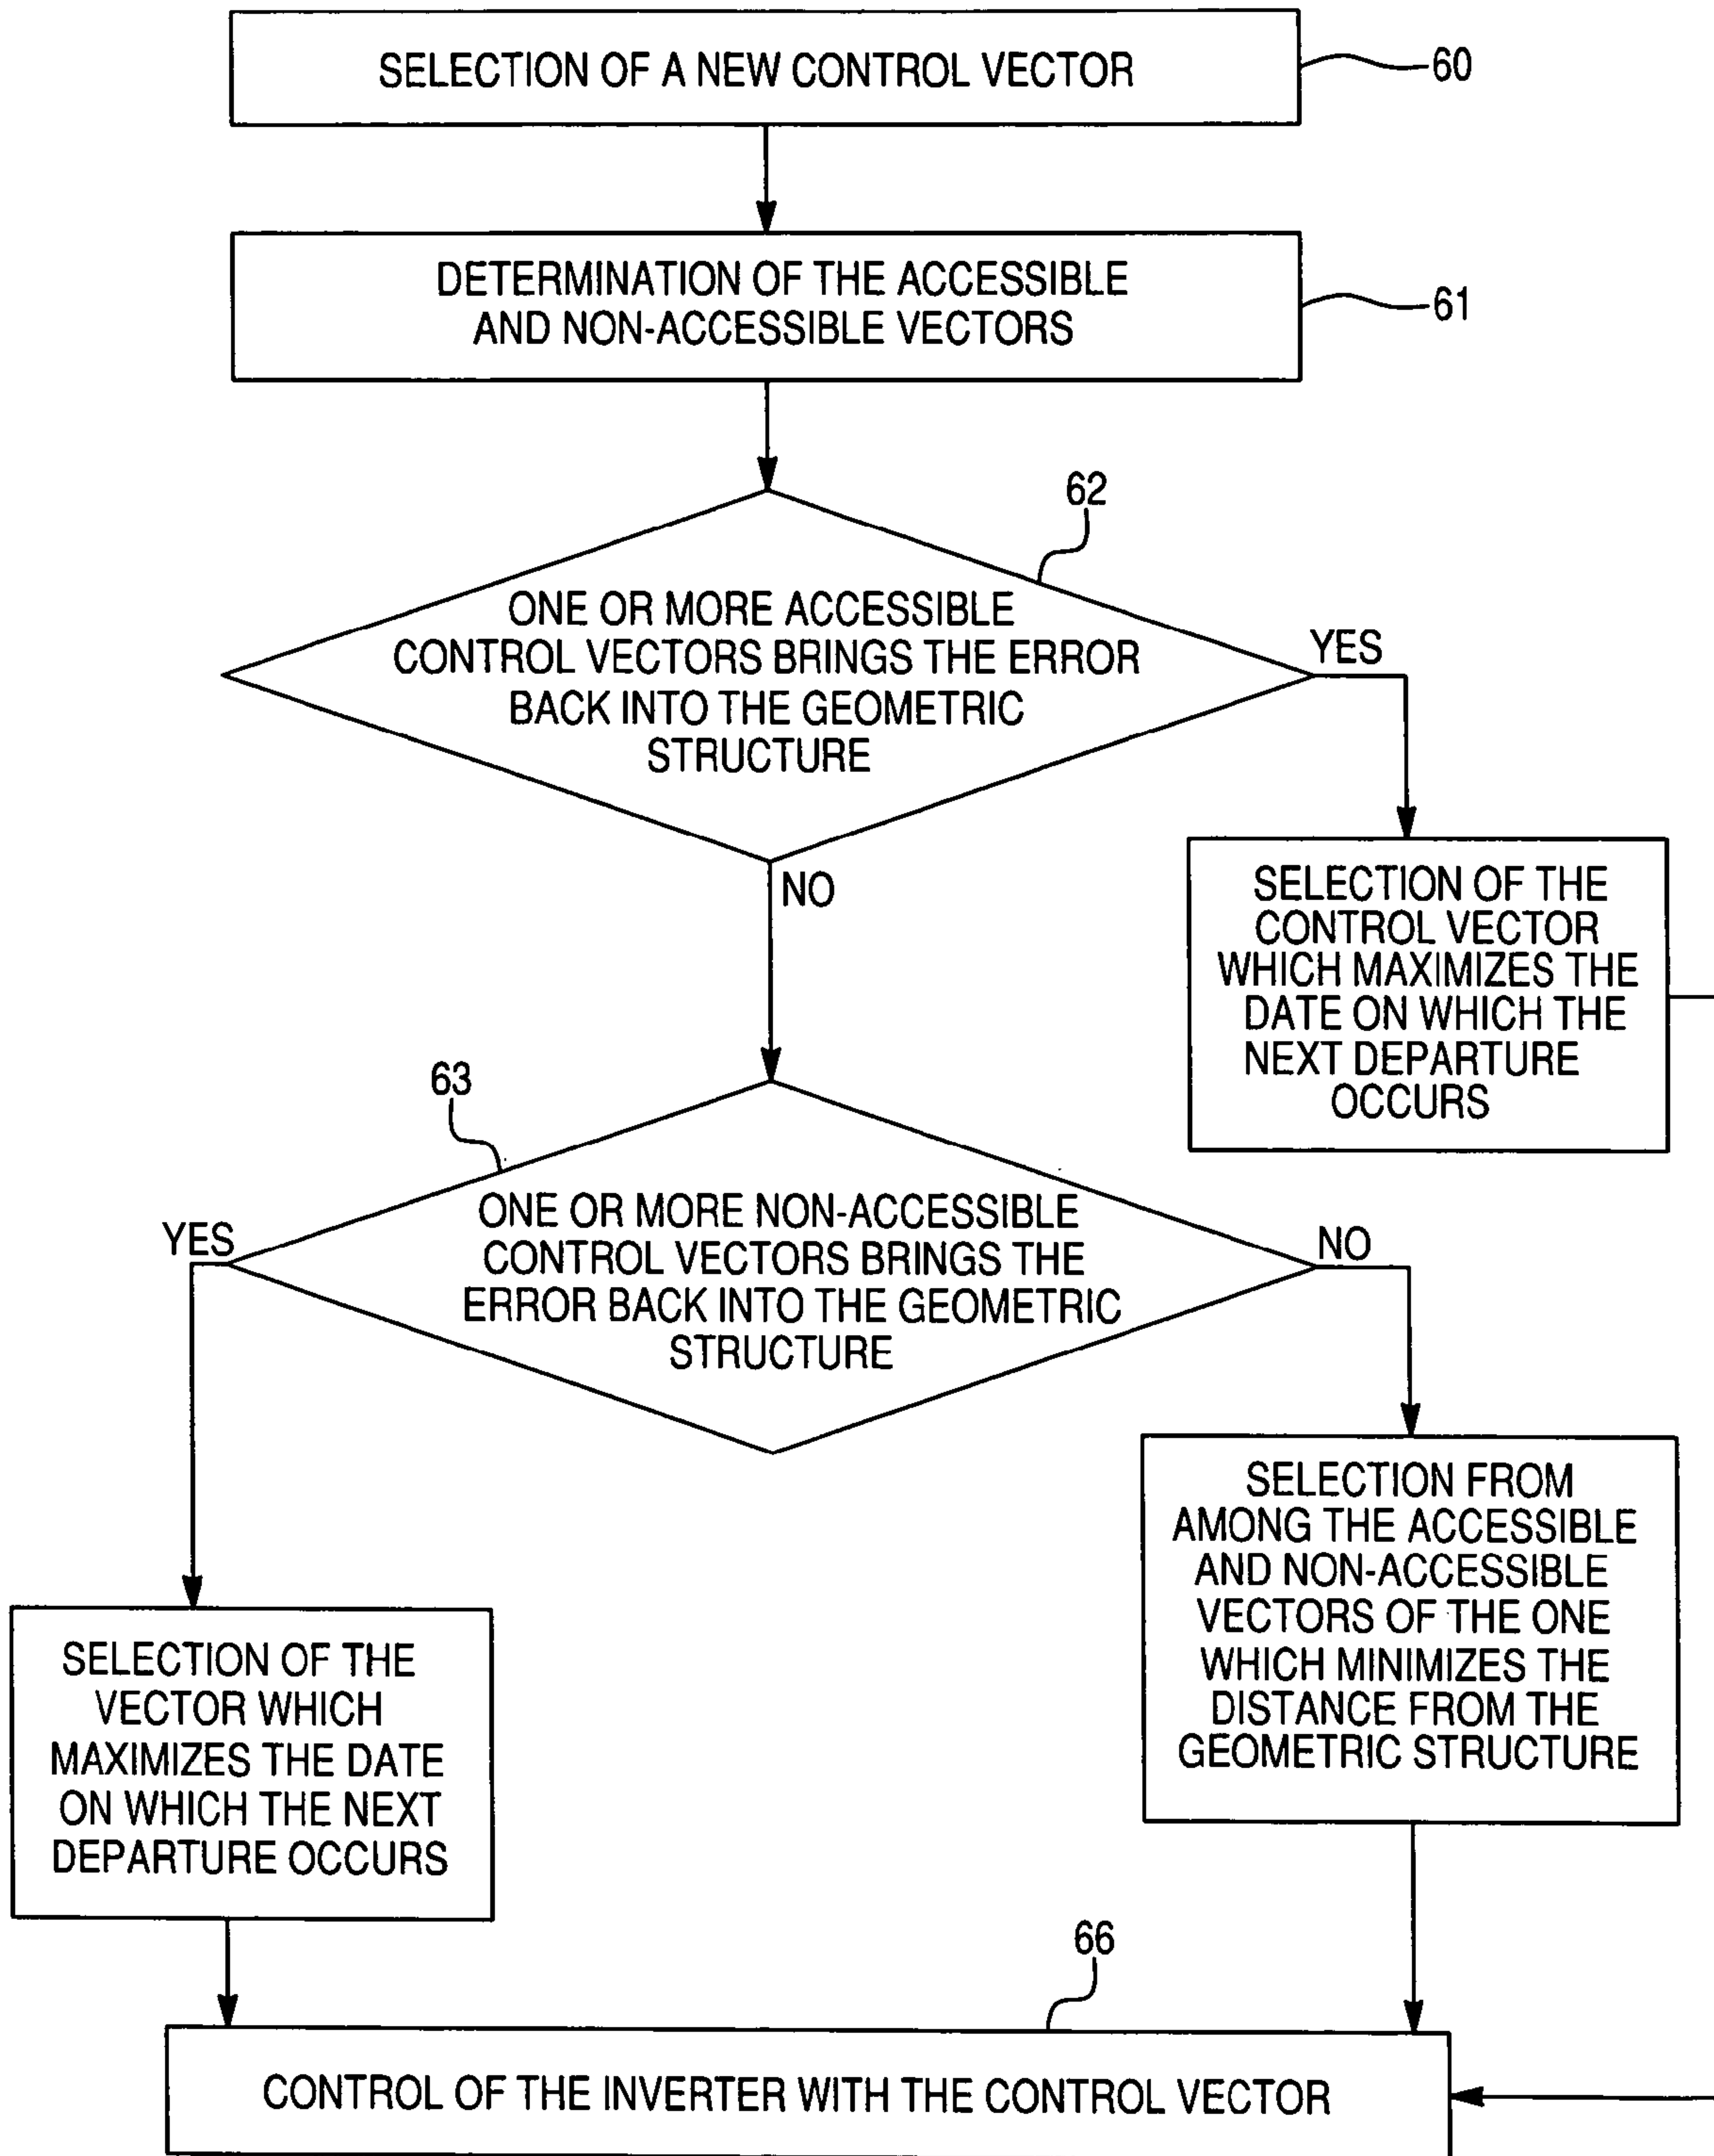 SELECTION OF A NEW CONTROL VECTOR
60
DETERMINATION OF THE ACCESSIBLE
AND NON-ACCESSIBLE VECTORS
61
62
ONE OR MORE ACCESSIBLE
CONTROL VECTORS BRINGS THE ERROR
BACK INTO THE GEOMETRIC
STRUCTURE
YES
NO
SELECTION OF THE
CONTROL VECTOR
WHICH MAXIMIZES THE
DATE ON WHICH THE
NEXT DEPARTURE
OCCURS
63
ONE OR MORE NON-ACCESSIBLE
CONTROL VECTORS BRINGS THE
ERROR BACK INTO THE GEOMETRIC
STRUCTURE
YES
NO
SELECTION FROM
AMONG THE ACCESSIBLE
AND NON-ACCESSIBLE
VECTORS OF THE ONE
WHICH MINIMIZES THE
DISTANCE FROM THE
GEOMETRIC STRUCTURE
SELECTION OF THE
VECTOR WHICH
MAXIMIZES THE DATE
ON WHICH THE NEXT
DEPARTURE OCCURS
66
CONTROL OF THE INVERTER WITH THE CONTROL VECTOR